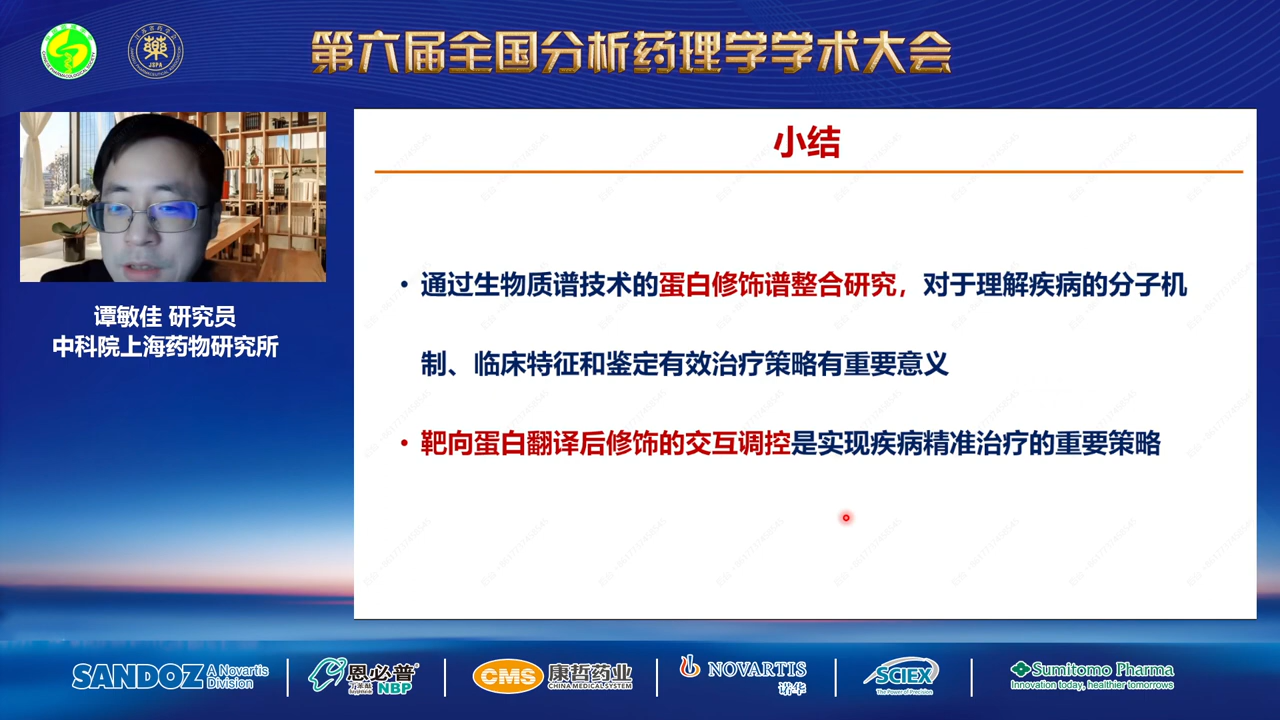 第六届全国分析药理学学术大会
谭敏佳 研究员
中科院上海药物研究所
小结
• 通过生物质谱技术的蛋白修饰谱整合研究，对于理解疾病的分子机
制、临床特征和鉴定有效治疗策略有重要意义
• 靶向蛋白翻译后修饰的交互调控是实现疾病精准治疗的重要策略
SANDOZ A Novartis
Division
恩必普
NBP
CMS 康哲药业
CHINA MEDICAL SYSTEM
NOVARTIS
诺华
SCIEX
The Power of Precision
Sumitomo Pharma
Innovation today, healthier tomorrows